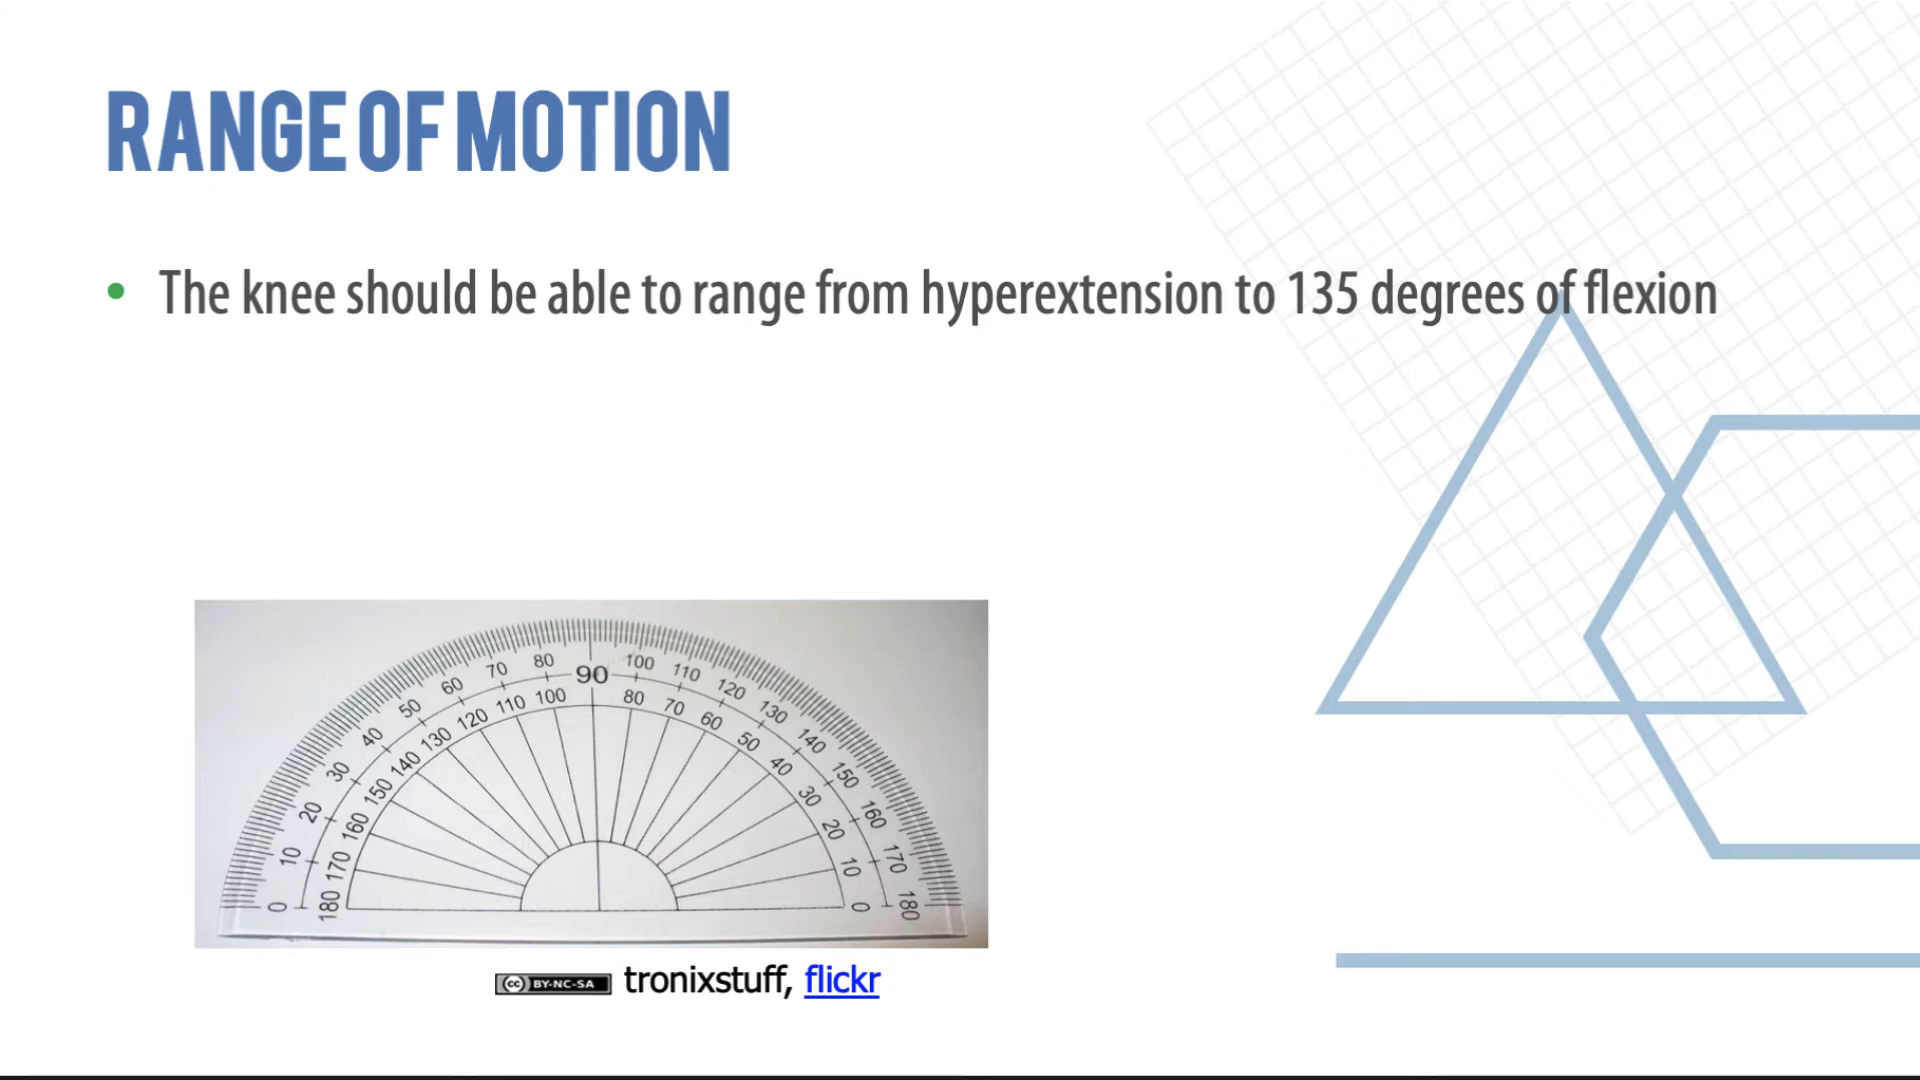 RANGE OF MOTION
• The knee should be able to range from hyperextension to 135 degrees of flexion
0 10 20 30 40 50 60 70 80 90 100 110 120 130 140 150 160 170 180
180 170 160 150 140 130 120 110 100 80 70 60 50 40 30 20 10 0
cc BY-NC-SA tronixstuff, flickr